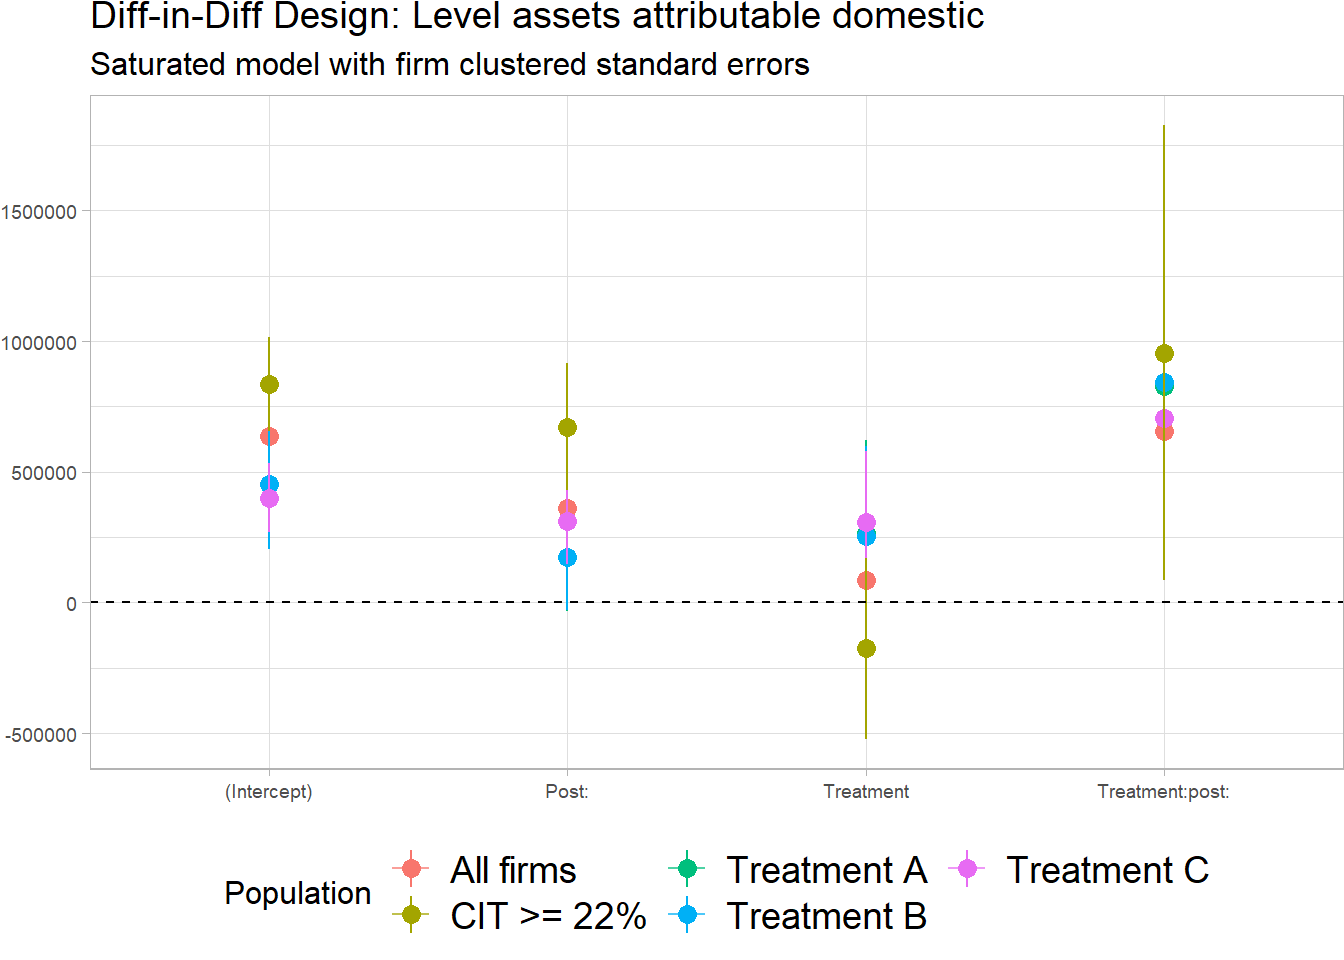 Diff-in-Diff Design: Level assets attributable domestic
Saturated model with firm clustered standard errors
1500000
1000000
500000
0
-500000
(Intercept) Post: Treatment Treatment:post:
Population
All firms Treatment A Treatment C
CIT >= 22% Treatment B